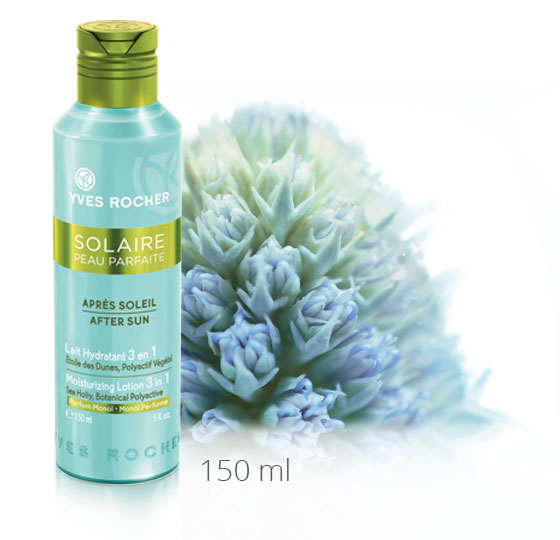 YVES ROCHER
SOLAIRE
PEAU PARFAITE
APRÈS SOLEIL
AFTER SUN
Lait Hydratant 3 en 1
Étoile des Dunes, Polyactif Végétal
Moisturizing Lotion 3 in 1
Sea Holly, Botanical Polyactive
Parfum Monoï - Monoi Perfume
e 150 ml 5 fl. oz.
YVES ROCHER
150 ml